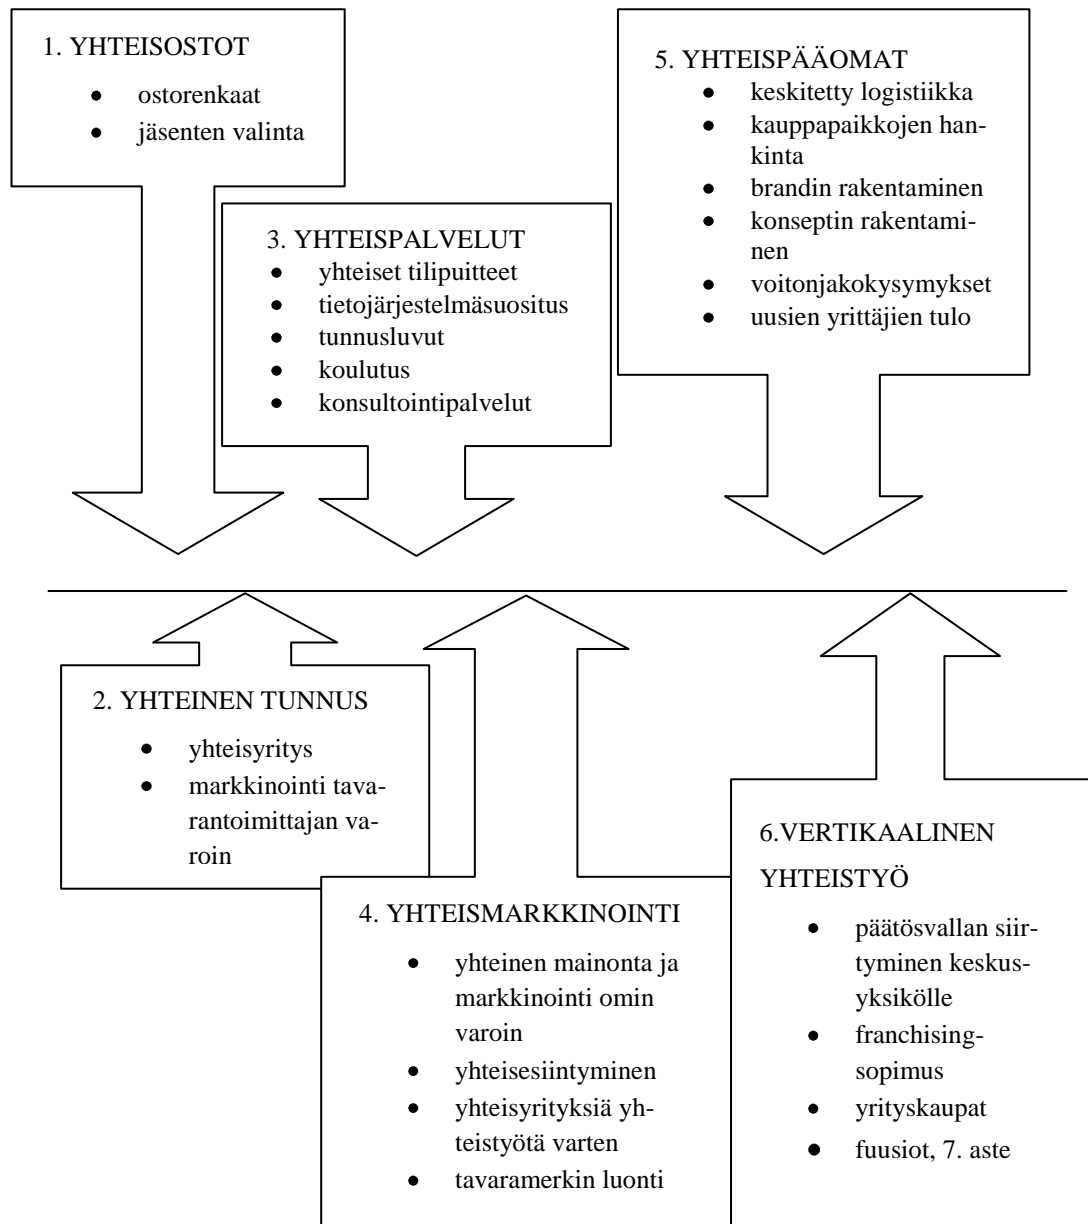 1. YHTEISOSTOT
• ostorenkaat
• jäsenten valinta
5. YHTEISPÄÄOMAT
• keskitetty logistiikka
• kauppapaikkojen han-
kinta
• brandin rakentaminen
• konseptin rakentami-
nen
• voitonjakokysymykset
• uusien yrittäjien tulo
3. YHTEISPALVELUT
• yhteiset tilipuitteet
• tietojärjestelmäsuositus
• tunnusluvut
• koulutus
• konsultointipalvelut
2. YHTEINEN TUNNUS
• yhteisyritys
• markkinointi tava-
rantoimittajan va-
roin
4. YHTEISMARKKINOINTI
• yhteinen mainonta ja
markkinointi omin
varoin
• yhteisesiintyminen
• yhteisyrityksiä yh-
teistyötä varten
• tavaramerkin luonti
6.VERTIKAALINEN
YHTEISTYÖ
• päätösvallan siir-
tyminen keskus-
yksikölle
• franchising-
sopimus
• yrityskaupat
• fuusiot, 7. aste